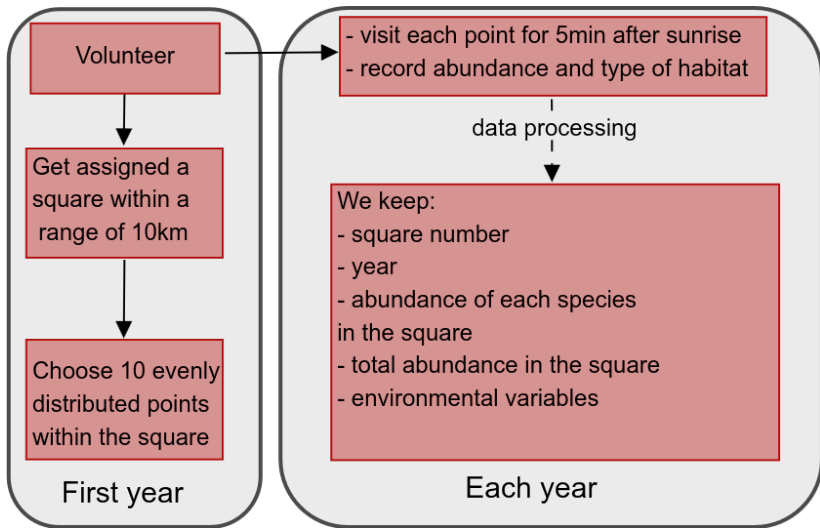 Volunteer
Get assigned a
square within a
range of 10km
Choose 10 evenly
distributed points
within the square
First year
- visit each point for 5min after sunrise
- record abundance and type of habitat
data processing
We keep:
- square number
- year
- abundance of each species
in the square
- total abundance in the square
- environmental variables
Each year